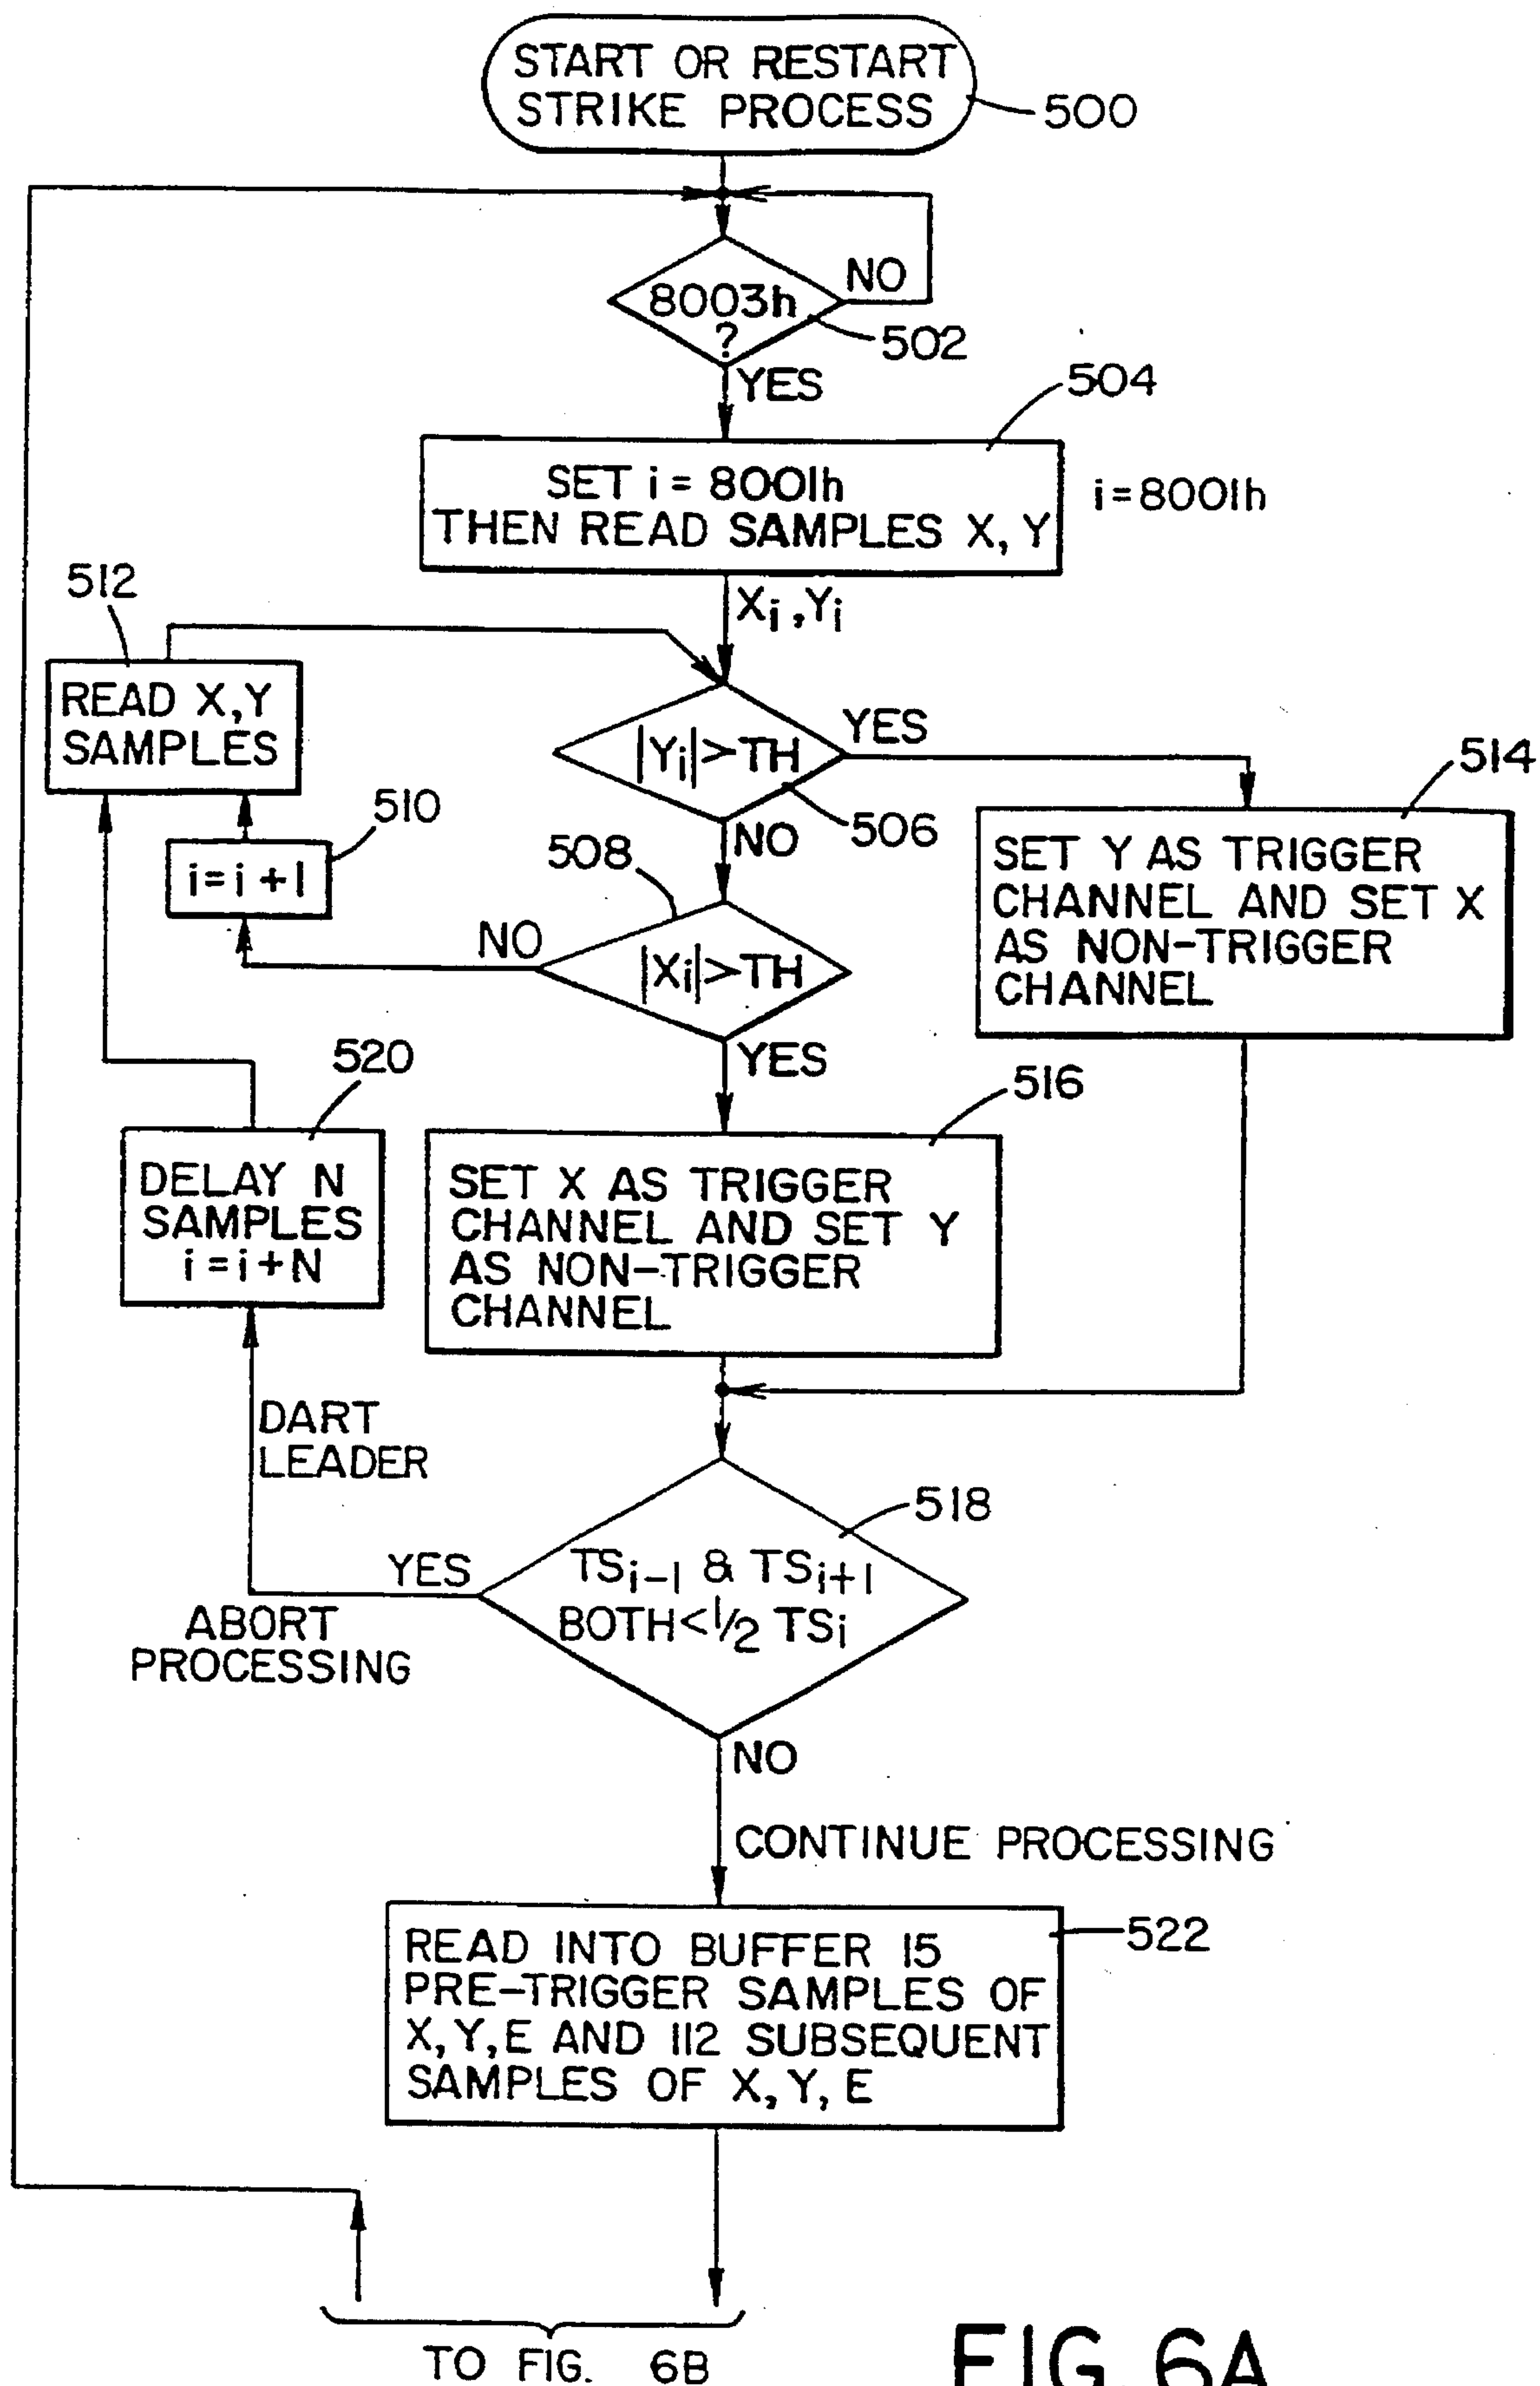 START OR RESTART
STRIKE PROCESS
500
NO
8003h
?
502
YES
504
SET i = 8001h
THEN READ SAMPLES X, Y
i=8001h
512
Xi ,Yi
READ X,Y
SAMPLES
YES
|Yi|>TH
514
510
506
NO
508
i=i+1
SET Y AS TRIGGER
CHANNEL AND SET X
AS NON-TRIGGER
CHANNEL
NO
|Xi|>TH
YES
520
516
DELAY N
SAMPLES
i=i+N
SET X AS TRIGGER
CHANNEL AND SET Y
AS NON-TRIGGER
CHANNEL
DART
LEADER
518
YES
TSi-1 & TSi+1
BOTH<1/2 TSi
ABORT
PROCESSING
NO
CONTINUE PROCESSING
522
READ INTO BUFFER 15
PRE-TRIGGER SAMPLES OF
X,Y,E AND 112 SUBSEQUENT
SAMPLES OF X,Y,E
TO FIG. 6B
FIG. 6A